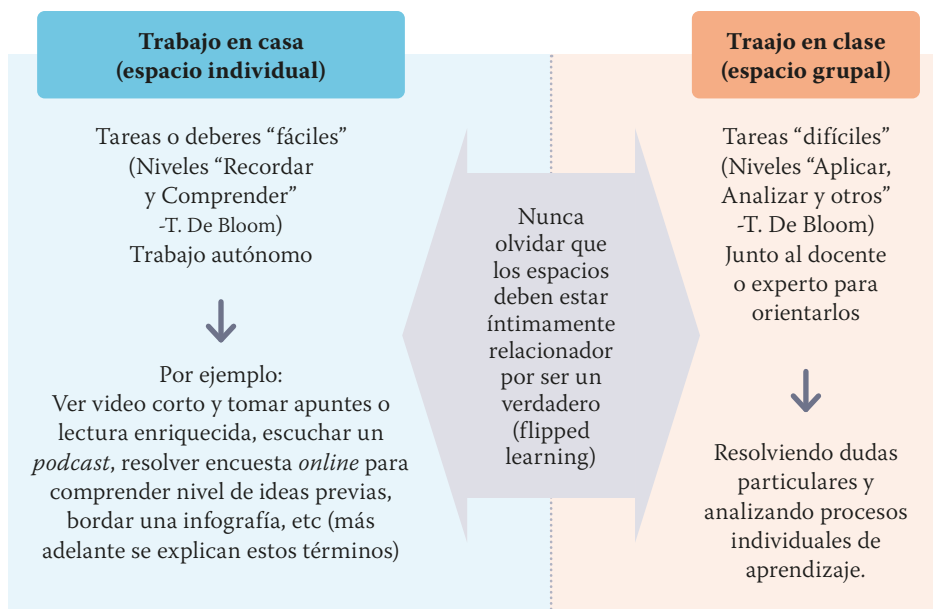 Trabajo en casa
(espacio individual)
Tareas o deberes “fáciles”
(Niveles “Recordar
y Comprender”
-T. De Bloom)
Trabajo autónomo
Por ejemplo:
Ver video corto y tomar apuntes o
lectura enriquecida, escuchar un
podcast, resolver encuesta online para
comprender nivel de ideas previas,
bordar una infografía, etc (más
adelante se explican estos términos)
Nunca
olvidar que
los espacios
deben estar
íntimamente
relacionador
por ser un
verdadero
(flipped
learning)
Traajo en clase
(espacio grupal)
Tareas “difíciles”
(Niveles “Aplicar,
Analizar y otros”
-T. De Bloom)
Junto al docente
o experto para
orientarlos
Resolviendo dudas
particulares y
analizando procesos
individuales de
aprendizaje.